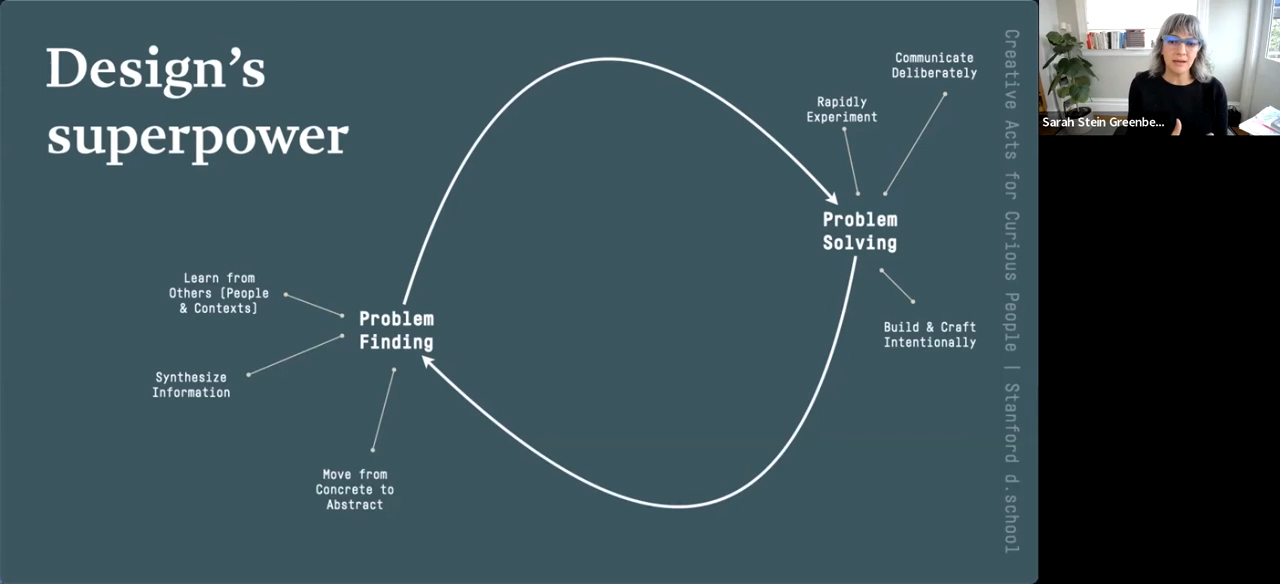 Design's
superpower
Communicate
Deliberately
Rapidly
Experiment
Problem
Solving
Build & Craft
Intentionally
Learn from
Others [People
& Contexts]
Problem
Finding
Synthesize
Information
Move from
Concrete to
Abstract
Creative Acts for Curious People | Stanford d.school
Sarah Stein Greenbe...